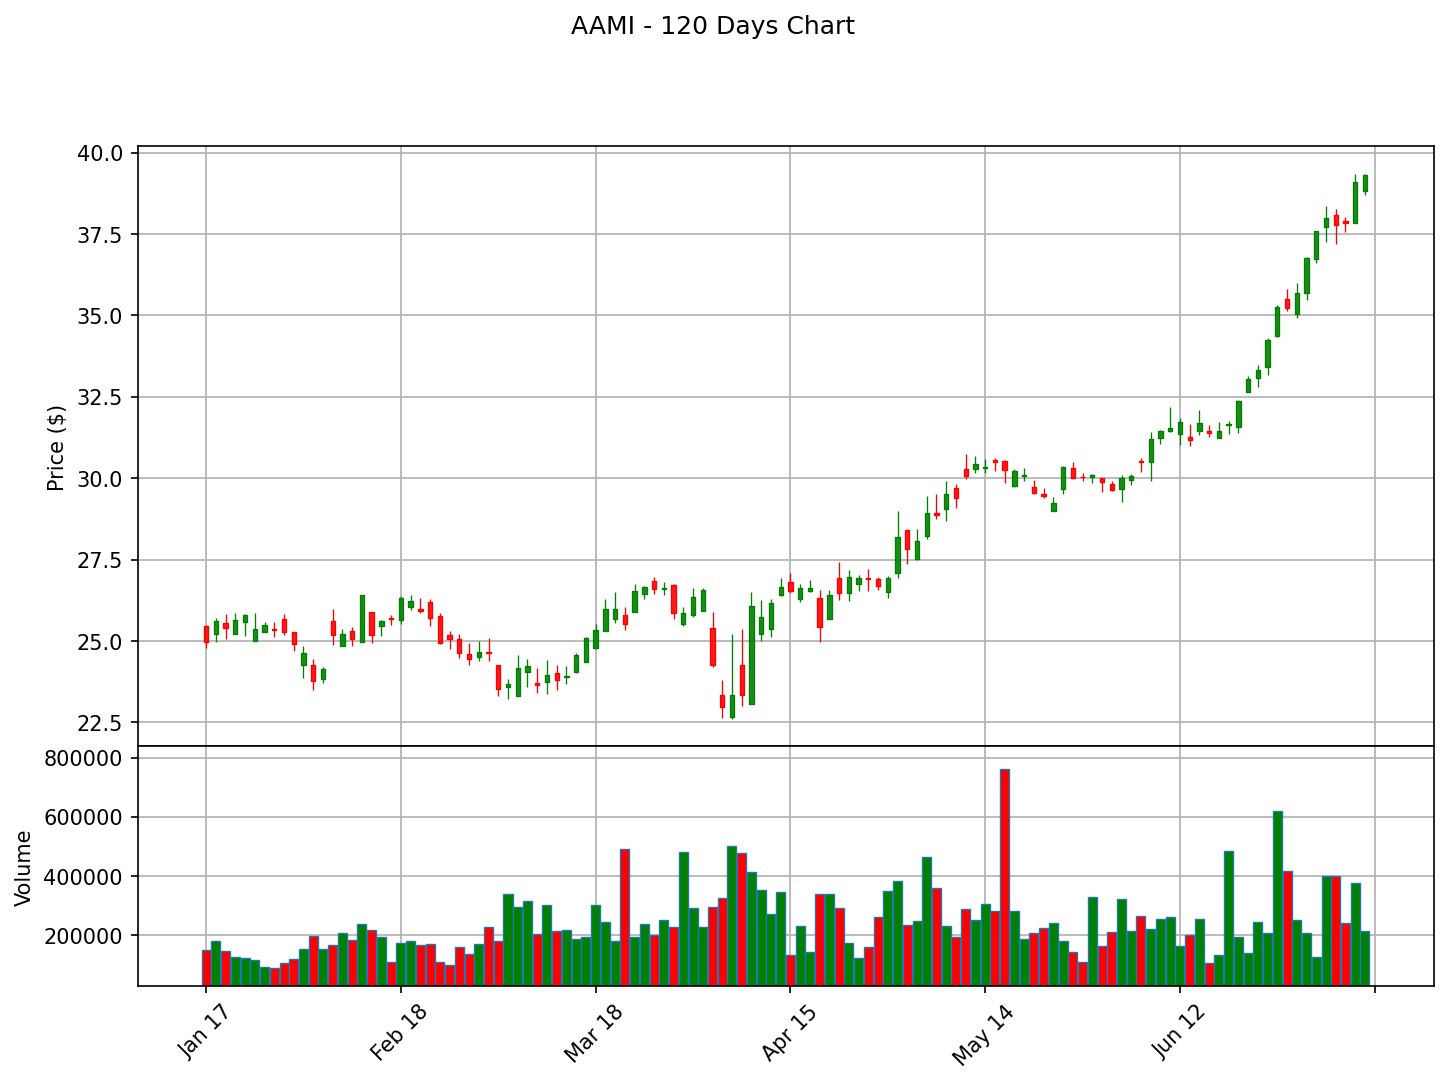 AAMI - 120 Days Chart
Price ($)
40.0
37.5
35.0
32.5
30.0
27.5
25.0
22.5
Volume
800000
600000
400000
200000
Jan 17
Feb 18
Mar 18
Apr 15
May 14
Jun 12